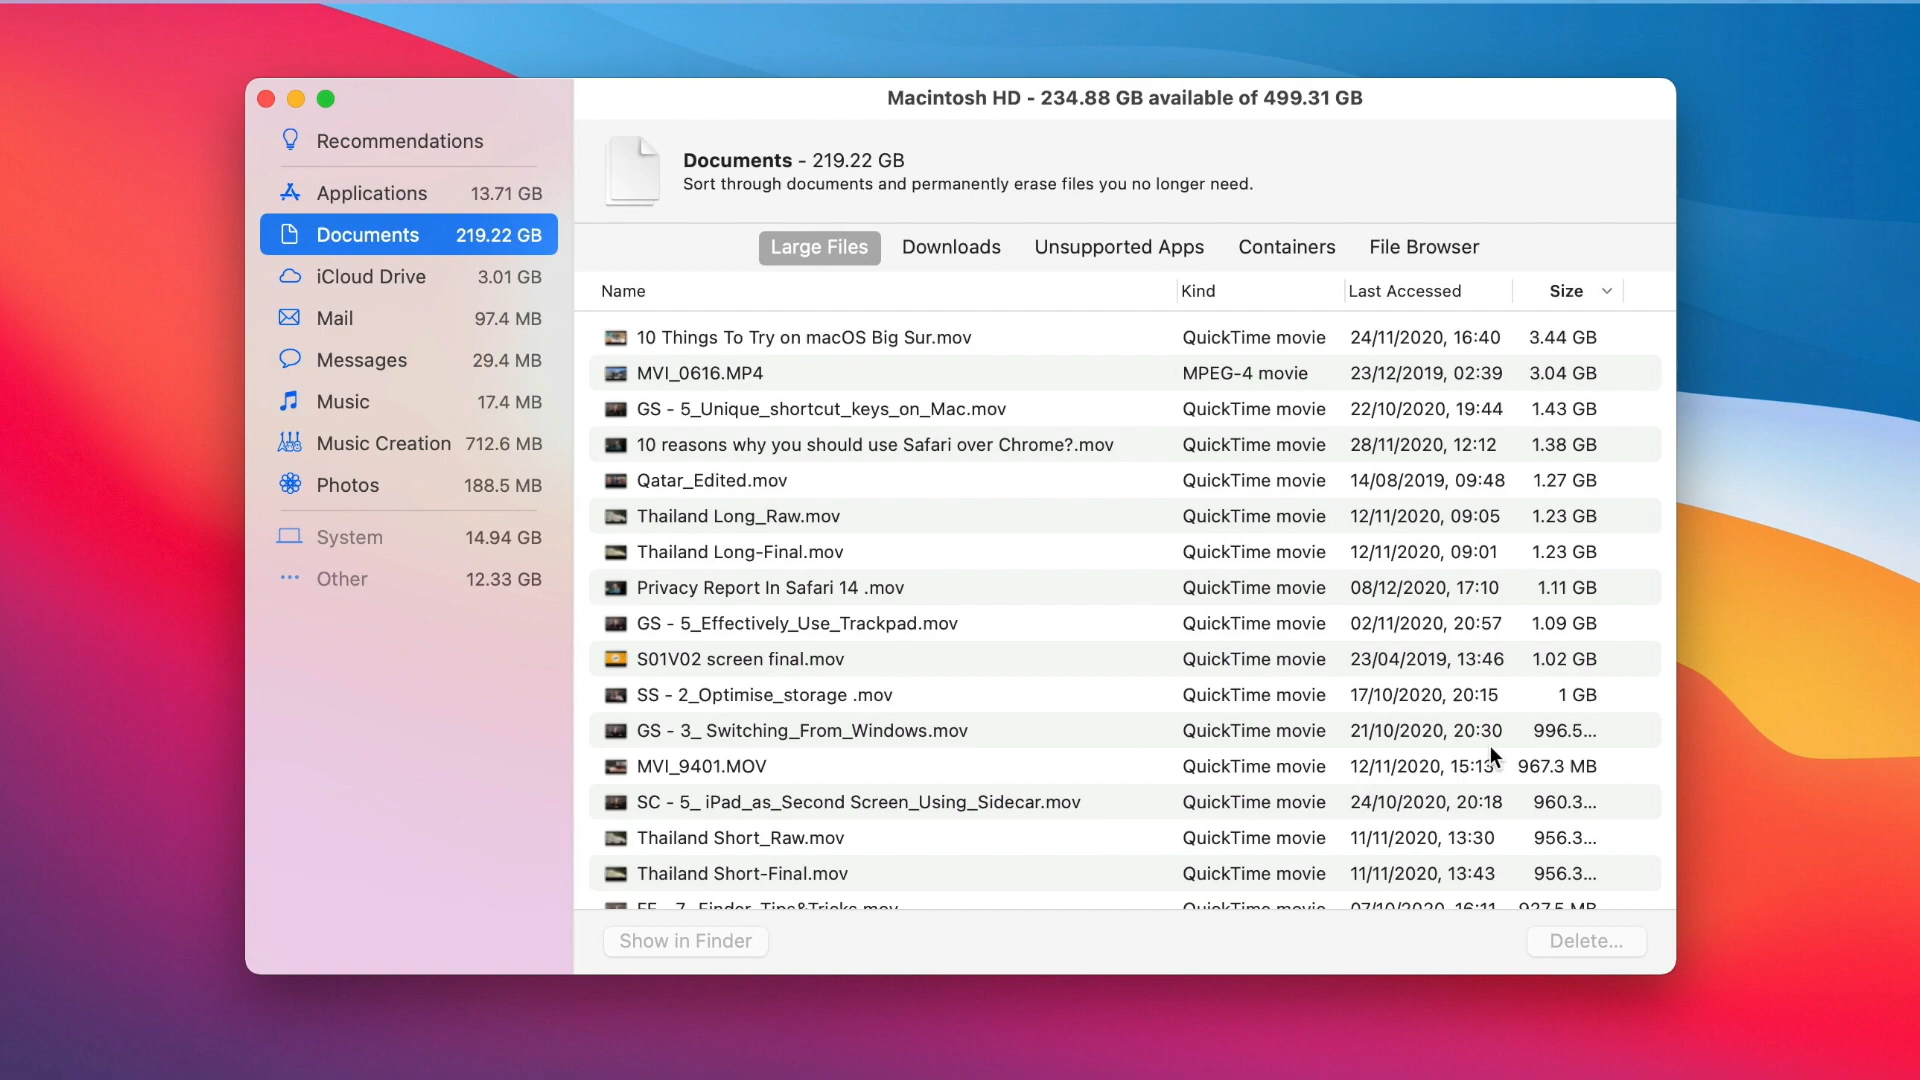 Macintosh HD - 234.88 GB available of 499.31 GB
Recommendations
Applications 13.71 GB
Documents 219.22 GB
iCloud Drive 3.01 GB
Mail 97.4 MB
Messages 29.4 MB
Music 17.4 MB
Music Creation 712.6 MB
Photos 188.5 MB
System 14.94 GB
Other 12.33 GB
Documents - 219.22 GB
Sort through documents and permanently erase files you no longer need.
Large Files Downloads Unsupported Apps Containers File Browser
Name Kind Last Accessed Size
10 Things To Try on macOS Big Sur.mov QuickTime movie 24/11/2020, 16:40 3.44 GB
MVI_0616.MP4 MPEG-4 movie 23/12/2019, 02:39 3.04 GB
GS - 5_Unique_shortcut_keys_on_Mac.mov QuickTime movie 22/10/2020, 19:44 1.43 GB
10 reasons why you should use Safari over Chrome?.mov QuickTime movie 28/11/2020, 12:12 1.38 GB
Qatar_Edited.mov QuickTime movie 14/08/2019, 09:48 1.27 GB
Thailand Long_Raw.mov QuickTime movie 12/11/2020, 09:05 1.23 GB
Thailand Long-Final.mov QuickTime movie 12/11/2020, 09:01 1.23 GB
Privacy Report In Safari 14 .mov QuickTime movie 08/12/2020, 17:10 1.11 GB
GS - 5_Effectively_Use_Trackpad.mov QuickTime movie 02/11/2020, 20:57 1.09 GB
S01V02 screen final.mov QuickTime movie 23/04/2019, 13:46 1.02 GB
SS - 2_Optimise_storage .mov QuickTime movie 17/10/2020, 20:15 1 GB
GS - 3_ Switching_From_Windows.mov QuickTime movie 21/10/2020, 20:30 996.5...
MVI_9401.MOV QuickTime movie 12/11/2020, 15:13 967.3 MB
SC - 5_ iPad_as_Second Screen_Using_Sidecar.mov QuickTime movie 24/10/2020, 20:18 960.3...
Thailand Short_Raw.mov QuickTime movie 11/11/2020, 13:30 956.3...
Thailand Short-Final.mov QuickTime movie 11/11/2020, 13:43 956.3...
Finder_Tips&Tricks.mov QuickTime movie 07/10/2020, 16:11 927.5 MB
Show in Finder Delete...